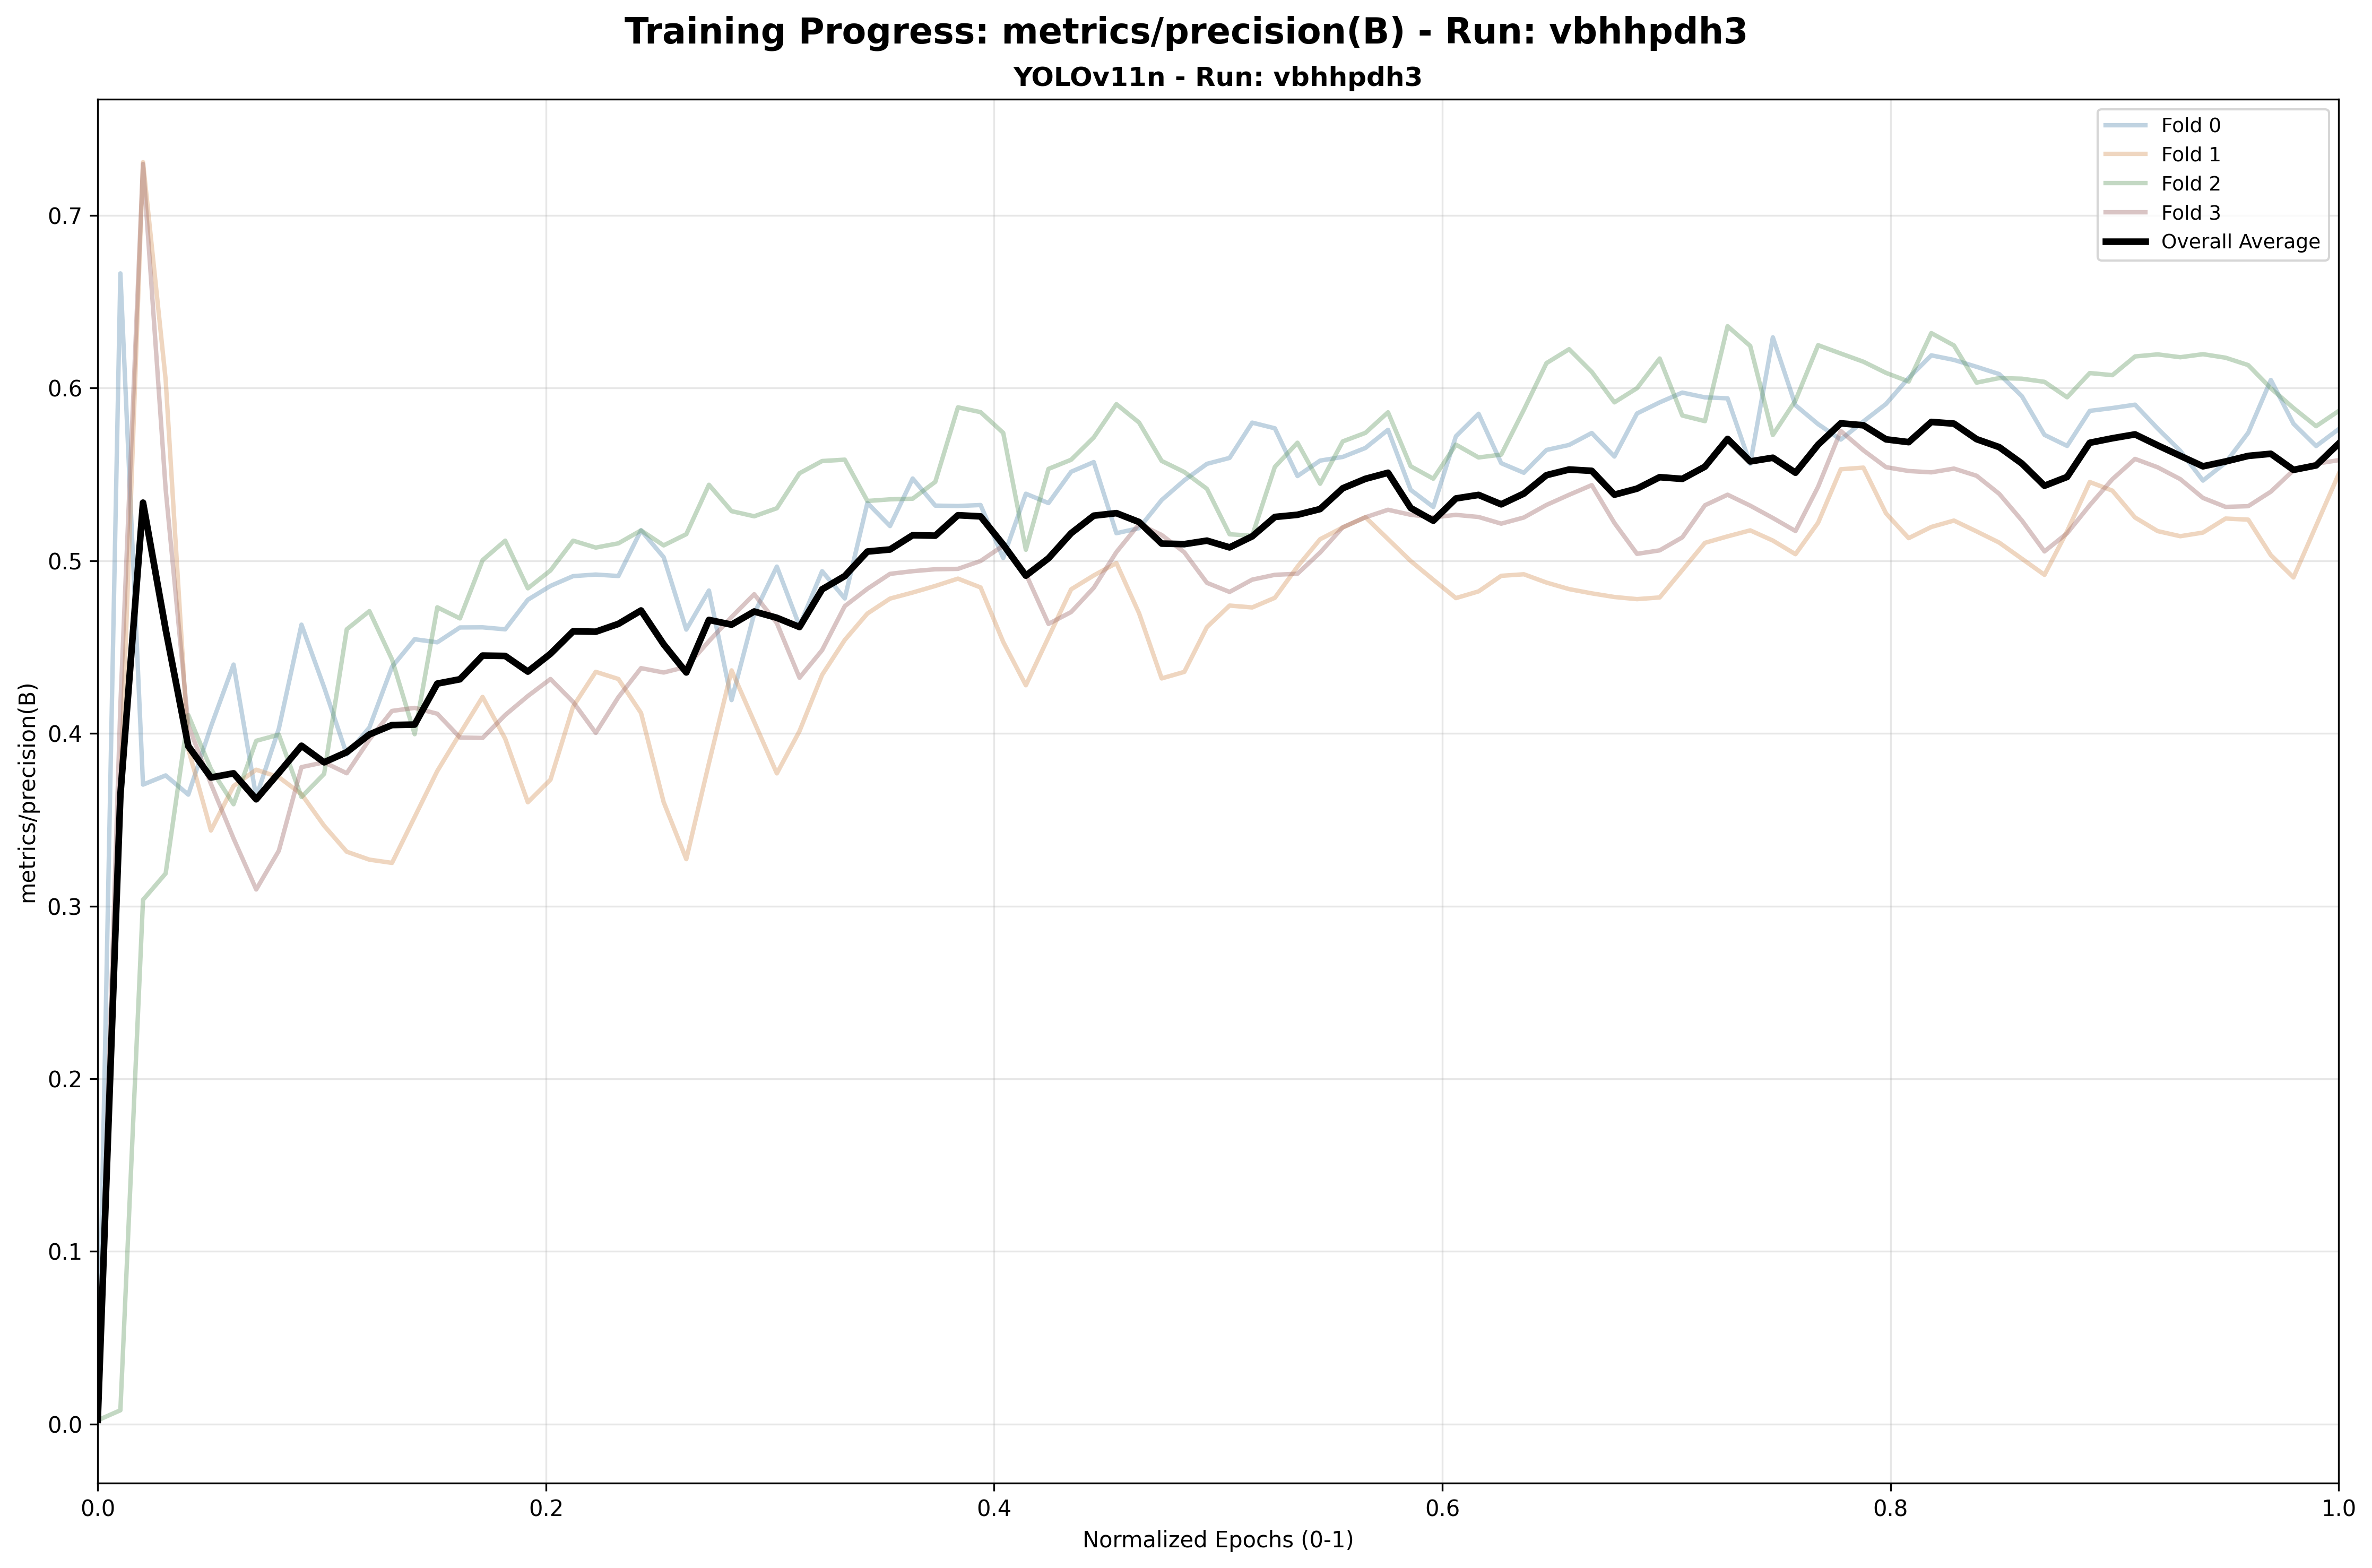 Training Progress: metrics/precision(B) - Run: vbhhpdh3
YOLOv11n - Run: vbhhpdh3
Fold 0
Fold 1
Fold 2
Fold 3
Overall Average
metrics/precision(B)
0.7
0.6
0.5
0.4
0.3
0.2
0.1
0.0
0.0 0.2 0.4 0.6 0.8 1.0
Normalized Epochs (0-1)